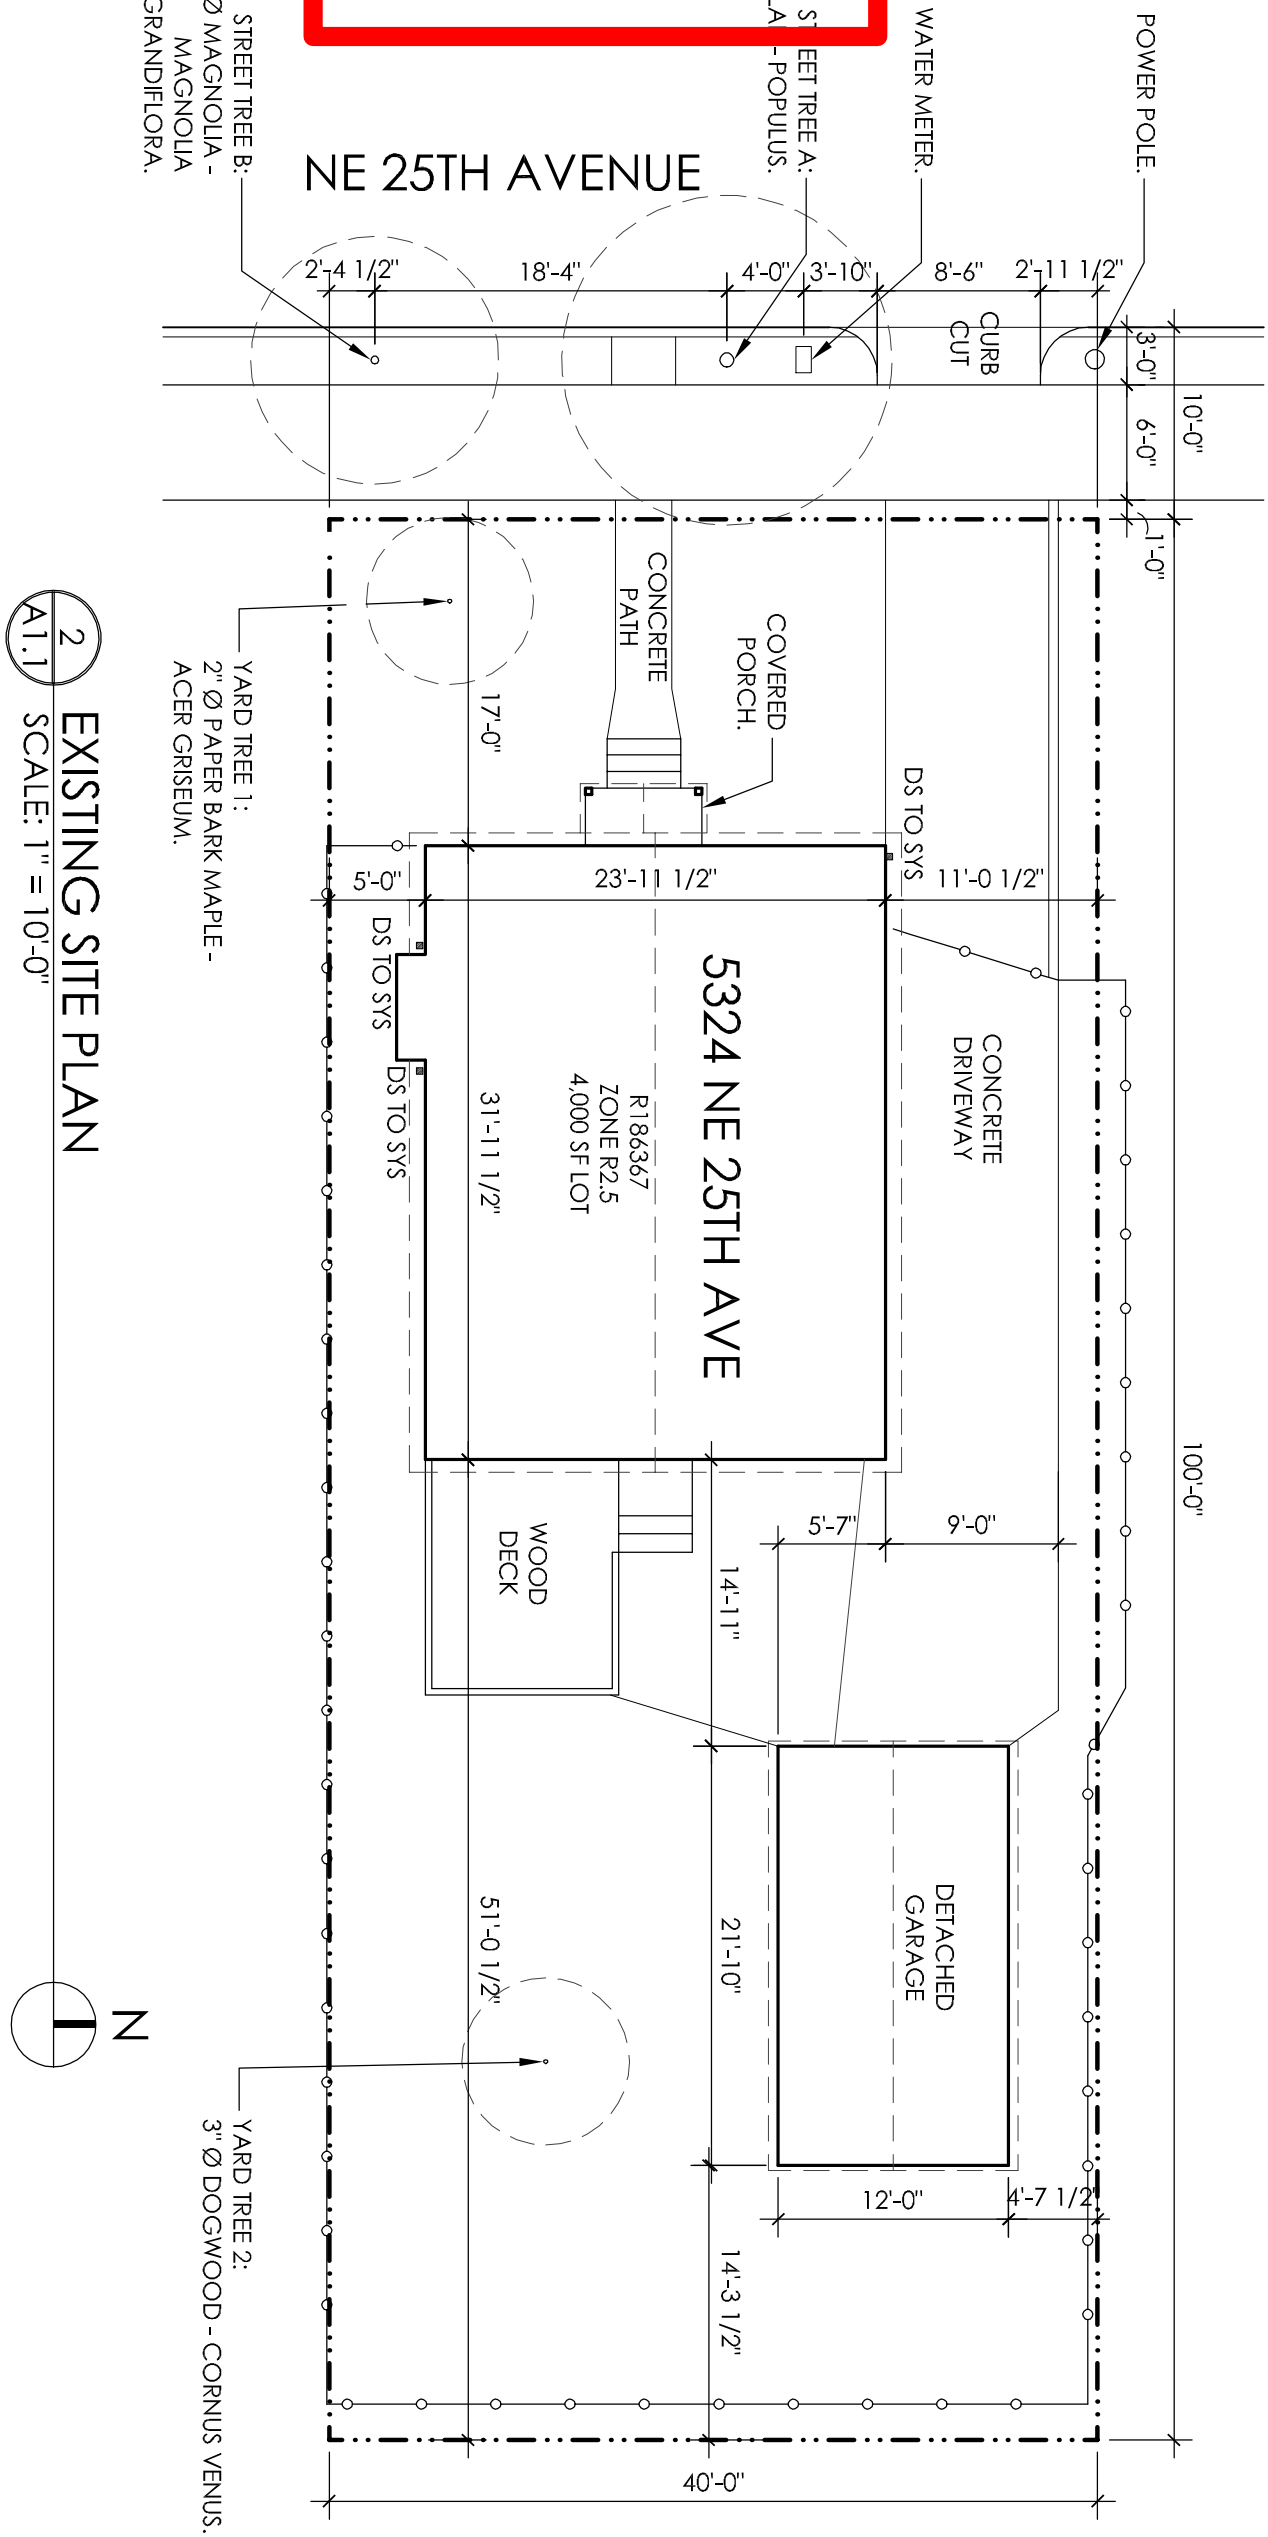 POWER POLE.
WATER METER.
STREET TREE A:
- POPULUS.
STREET TREE B:
Ø MAGNOLIA -
MAGNOLIA
GRANDIFLORA.
NE 25TH AVENUE
2'-4 1/2"
18'-4"
4'-0"
3'-10"
8'-6"
2'-11 1/2"
CURB
CUT
3'-0"
10'-0"
6'-0"
1'-0"
100'-0"
CONCRETE
PATH
COVERED
PORCH.
17'-0"
DS TO SYS
5'-0"
23'-11 1/2"
11'-0 1/2"
DS TO SYS
DS TO SYS
5324 NE 25TH AVE
R186367
ZONE R2.5
4,000 SF LOT
31'-11 1/2"
CONCRETE
DRIVEWAY
5'-7"
9'-0"
WOOD
DECK
14'-11"
DETACHED
GARAGE
21'-10"
51'-0 1/2"
12'-0"
4'-7 1/2"
14'-3 1/2"
40'-0"
YARD TREE 1:
2" Ø PAPER BARK MAPLE -
ACER GRISEUM.
YARD TREE 2:
3" Ø DOGWOOD - CORNUS VENUS.
2
A1.1
EXISTING SITE PLAN
SCALE: 1" = 10'-0"
N